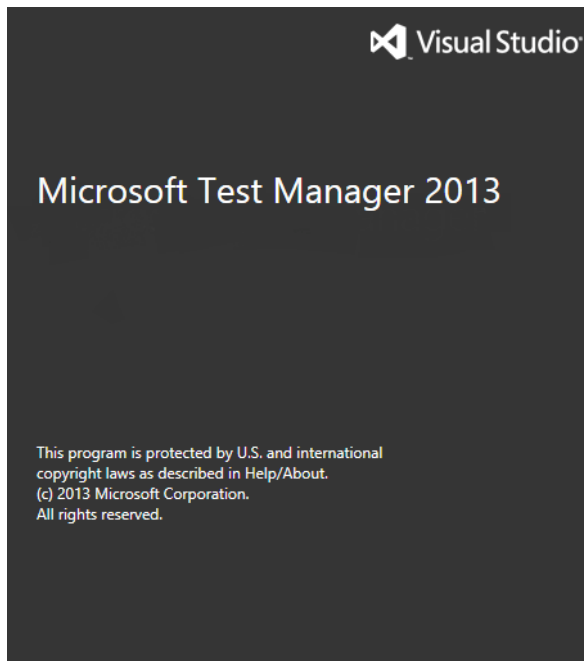 Visual Studio
Microsoft Test Manager 2013
This program is protected by U.S. and international
copyright laws as described in Help/About.
(c) 2013 Microsoft Corporation.
All rights reserved.